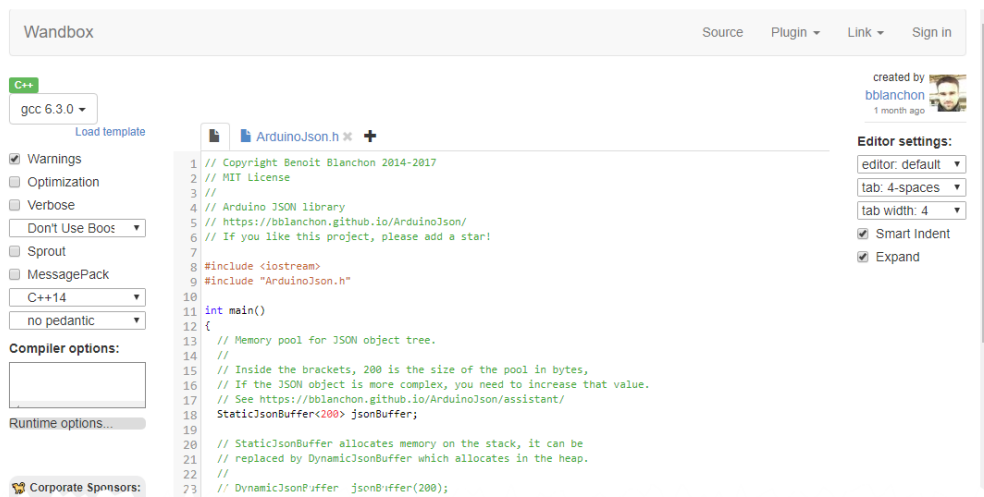 Wandbox
Source Plugin Link Sign in
C++
gcc 6.3.0
Load template
Warnings
Optimization
Verbose
Don't Use Boos
Sprout
MessagePack
C++14
no pedantic
Compiler options:
Runtime options...
Corporate Sponsors:
ArduinoJson.h
1 // Copyright Benoit Blanchon 2014-2017
2 // MIT License
3 //
4 // Arduino JSON library
5 // https://bblanchon.github.io/ArduinoJson/
6 // If you like this project, please add a star!
7
8 #include <iostream>
9 #include "ArduinoJson.h"
10
11 int main()
12 {
13 // Memory pool for JSON object tree.
14 //
15 // Inside the brackets, 200 is the size of the pool in bytes,
16 // If the JSON object is more complex, you need to increase that value.
17 // See https://bblanchon.github.io/ArduinoJson/assistant/
18 StaticJsonBuffer<200> jsonBuffer;
19
20 // StaticJsonBuffer allocates memory on the stack, it can be
21 // replaced by DynamicJsonBuffer which allocates in the heap.
22 //
23 // DynamicJsonBuffer jsonBuffer(200);
created by
bblanchon
1 month ago
Editor settings:
editor: default
tab: 4-spaces
tab width: 4
Smart Indent
Expand